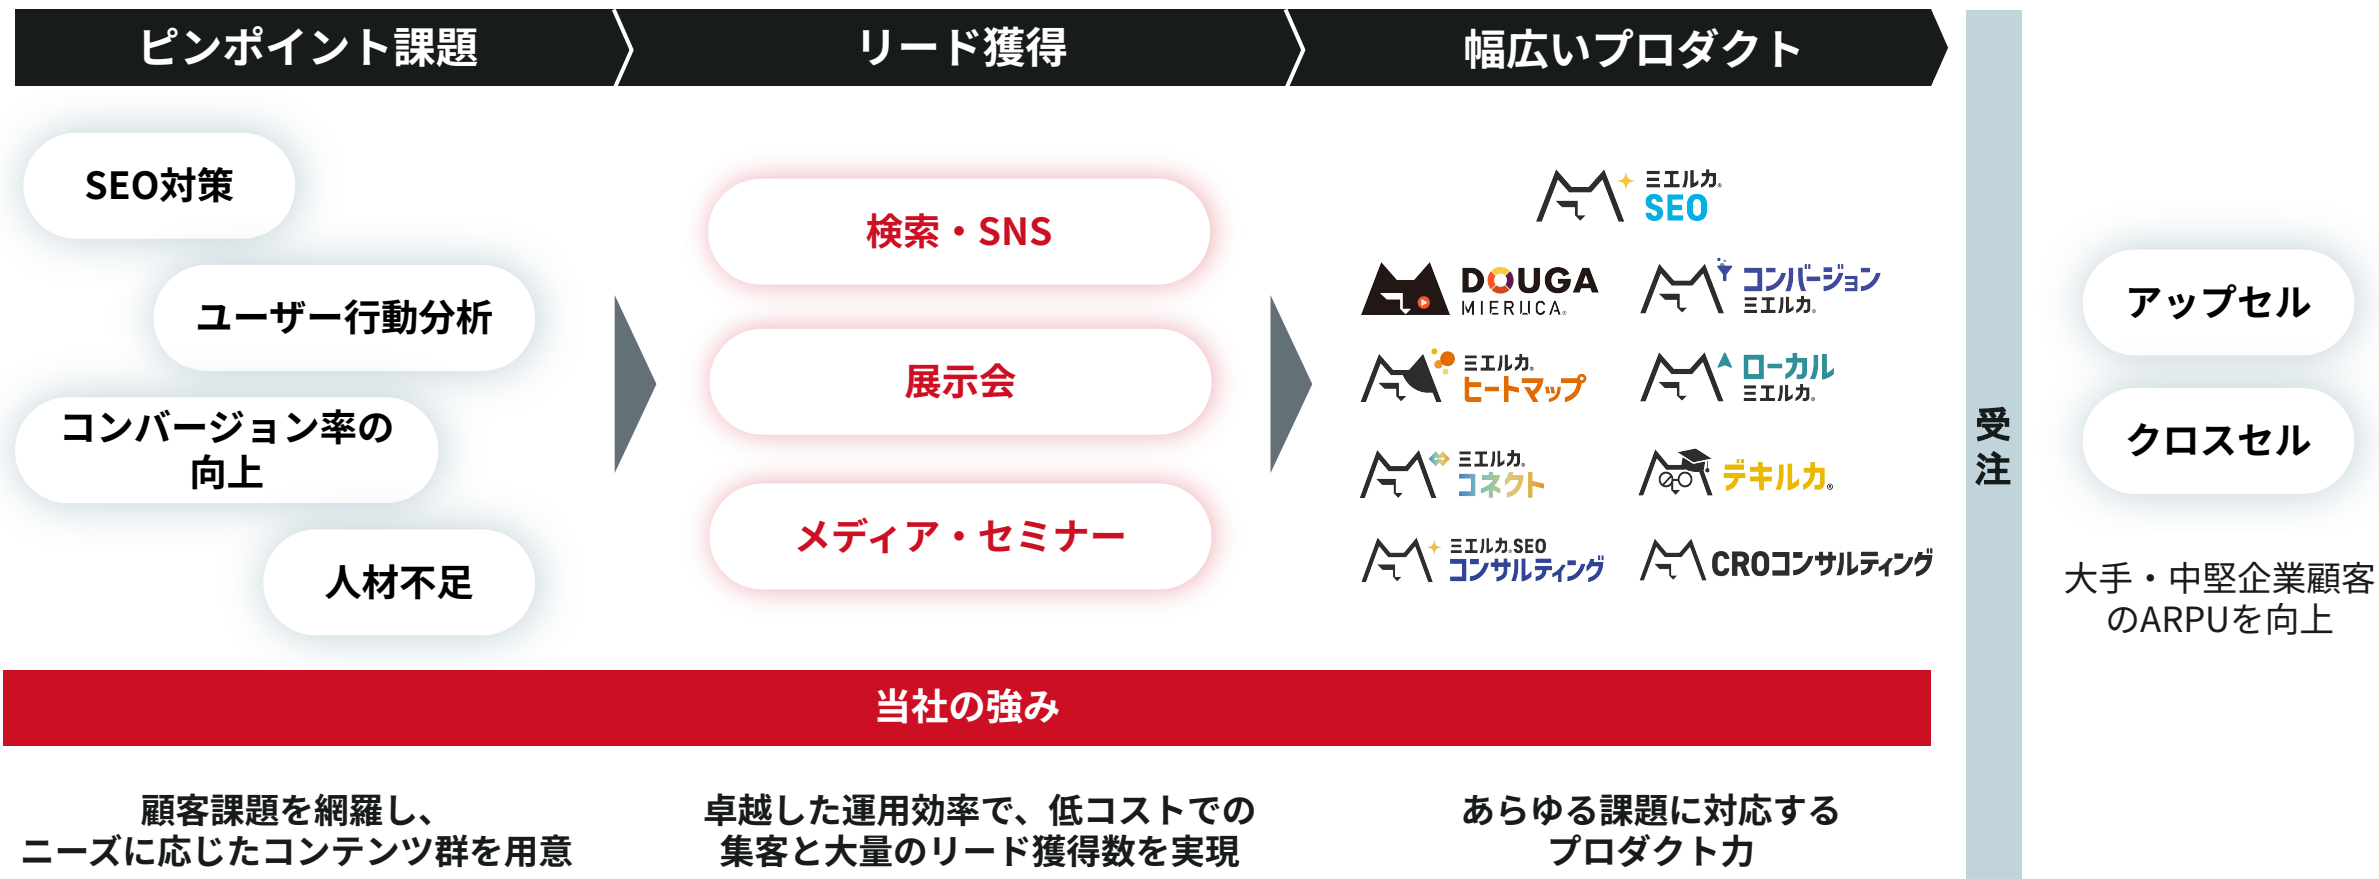 ピンポイント課題
リード獲得
幅広いプロダクト
SEO対策
ユーザー行動分析
コンバージョン率の
向上
人材不足
検索・SNS
展示会
メディア・セミナー
ミエルカ®
SEO
DOUGA
MIERUCA®
コンバージョン
ミエルカ®
ミエルカ®
ヒートマップ
ローカル
ミエルカ®
ミエルカ®
コネクト
デキルカ®
ミエルカ®SEO
コンサルティング
CROコンサルティング
受
注
アップセル
クロスセル
大手・中堅企業顧客
のARPUを向上
当社の強み
顧客課題を網羅し、
ニーズに応じたコンテンツ群を用意
卓越した運用効率で、低コストでの
集客と大量のリード獲得数を実現
あらゆる課題に対応する
プロダクト力